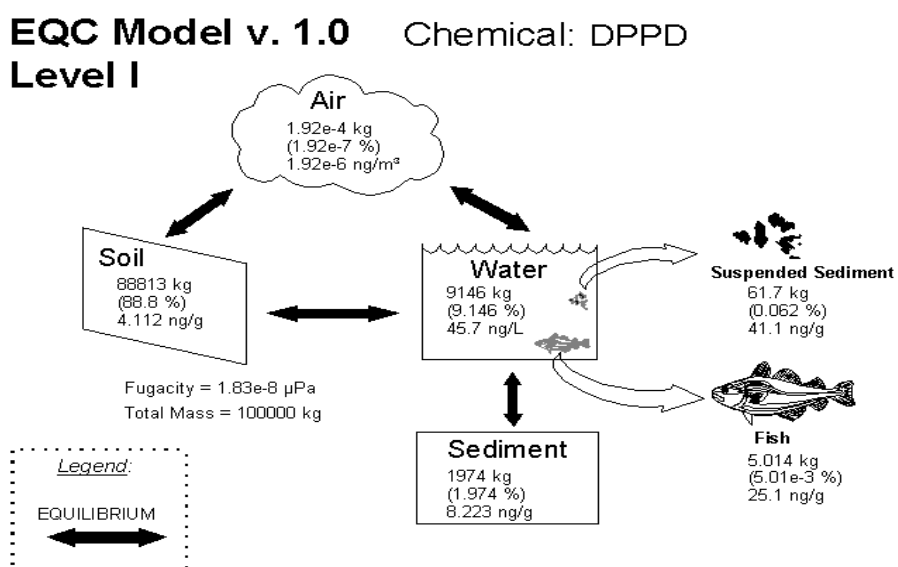 EQC Model v. 1.0 Chemical: DPPD
Level I
Air
1.92e-4 kg
(1.92e-7 %)
1.92e-6 ng/m³
Soil
88813 kg
(88.8 %)
4.112 ng/g
Water
9146 kg
(9.146 %)
45.7 ng/L
Suspended Sediment
61.7 kg
(0.062 %)
41.1 ng/g
Fugacity = 1.83e-8 µPa
Total Mass = 100000 kg
Fish
5.014 kg
(5.01e-3 %)
25.1 ng/g
Sediment
1974 kg
(1.974 %)
8.223 ng/g
Legend:
EQUILIBRIUM